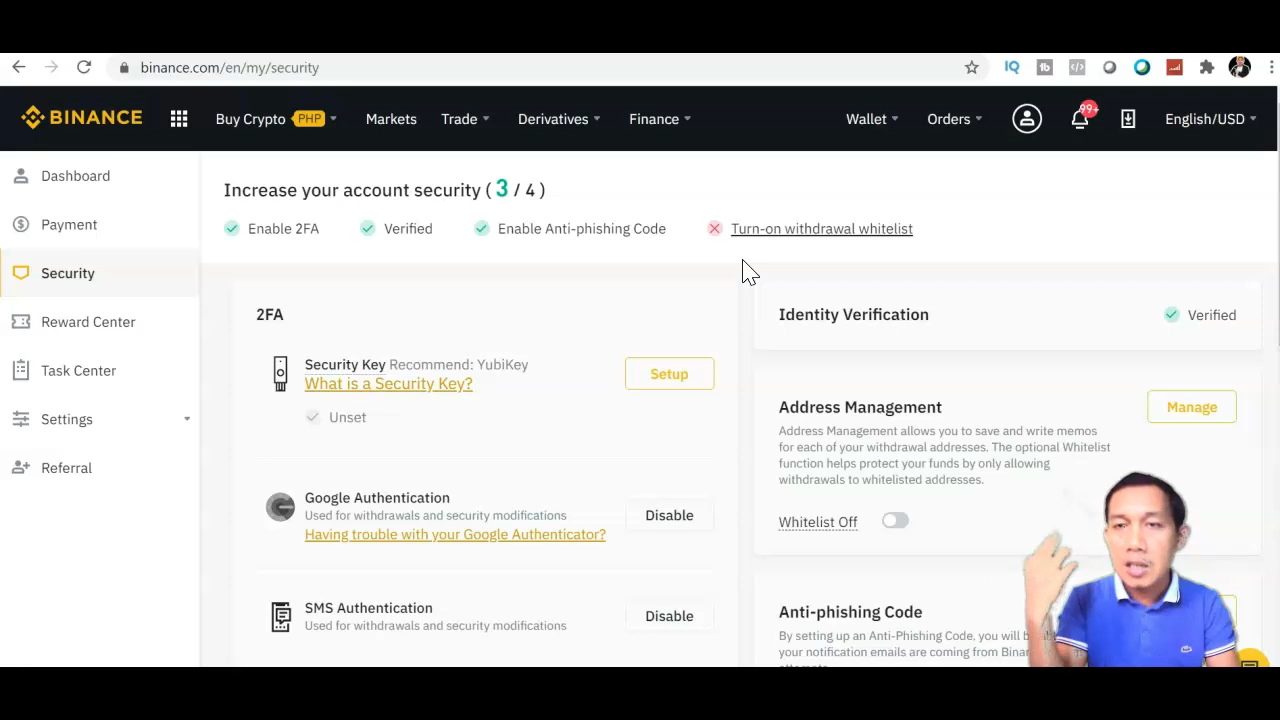 binance.com/en/my/security
BINANCE
Buy Crypto PHP
Markets
Trade
Derivatives
Finance
Wallet
Orders
99+
English/USD
Dashboard
Payment
Security
Reward Center
Task Center
Settings
Referral
Increase your account security ( 3 / 4 )
Enable 2FA
Verified
Enable Anti-phishing Code
Turn-on withdrawal whitelist
2FA
Security Key Recommend: YubiKey
What is a Security Key?
Setup
Unset
Google Authentication
Used for withdrawals and security modifications
Having trouble with your Google Authenticator?
Disable
SMS Authentication
Used for withdrawals and security modifications
Disable
Identity Verification
Verified
Address Management
Manage
Address Management allows you to save and write memos
for each of your withdrawal addresses. The optional Whitelist
function helps protect your funds by only allowing
withdrawals to whitelisted addresses.
Whitelist Off
Anti-phishing Code
By setting up an Anti-Phishing Code, you will
your notification emails are coming from